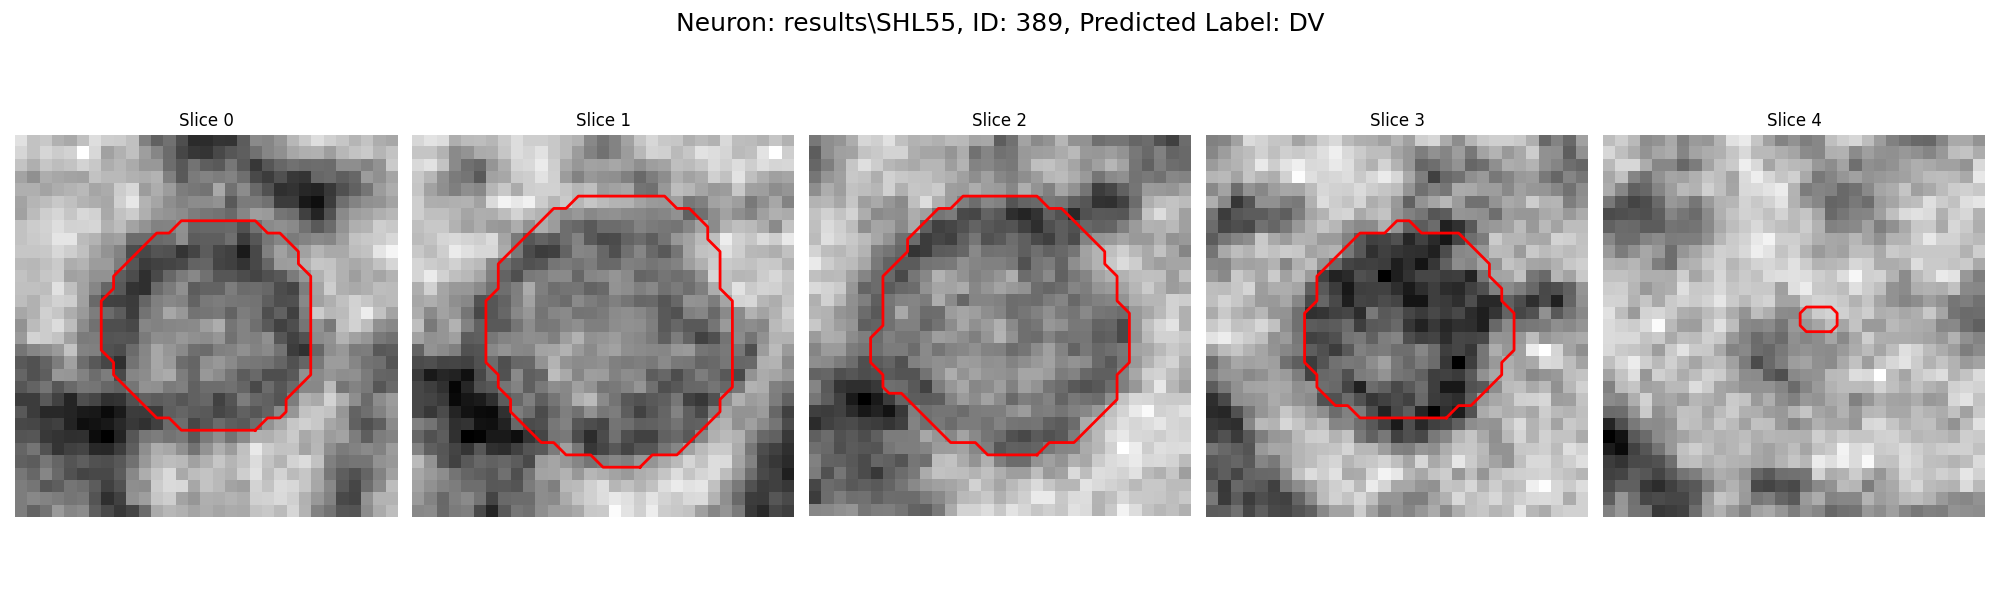 Neuron: results\SHL55, ID: 389, Predicted Label: DV
Slice 0
Slice 1
Slice 2
Slice 3
Slice 4